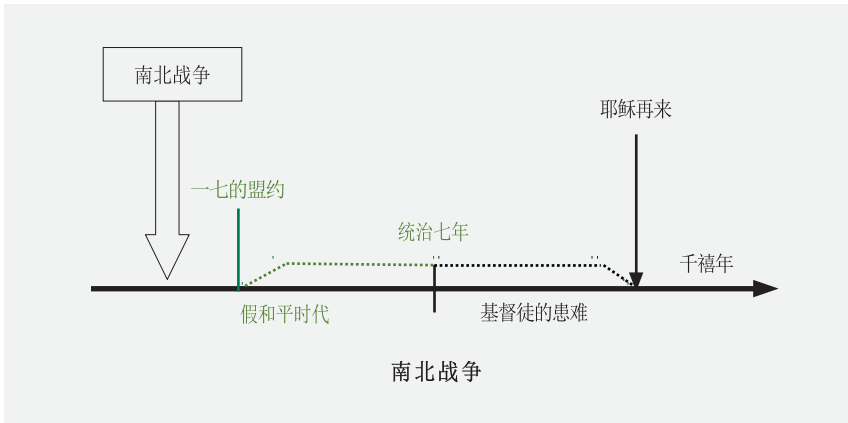 南北战争
耶稣再来
一七的盟约
统治七年
千禧年
假和平时代
基督徒的患难
南北战争